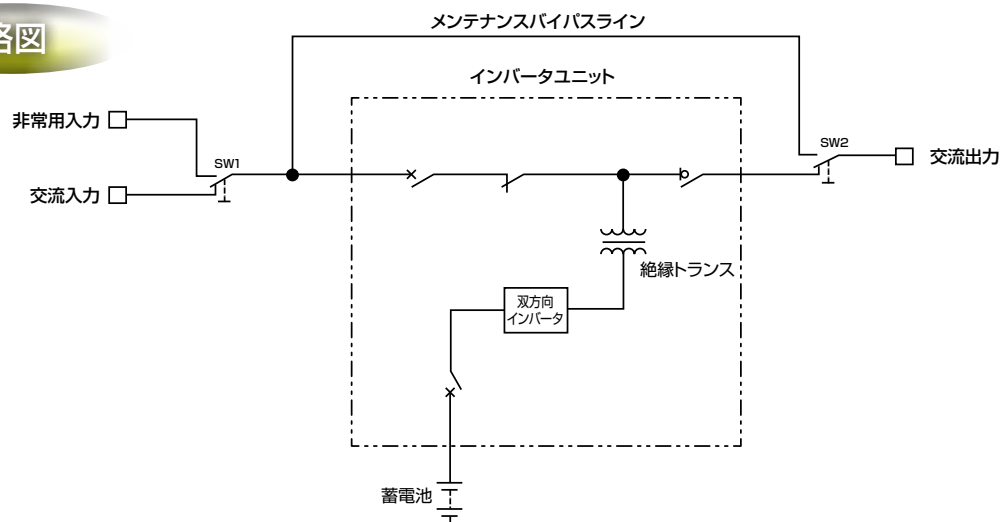 略図
メンテナンスバイパスライン
インバータユニット
非常用入力
SW1
SW2
交流出力
交流入力
絶縁トランス
双方向
インバータ
蓄電池